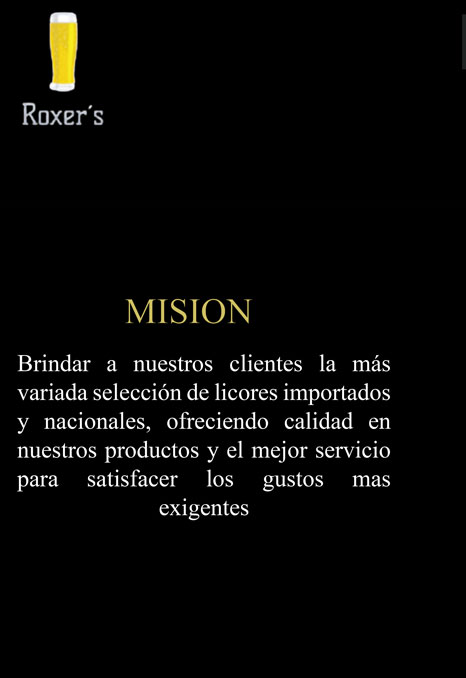 Roxer´s
MISION
Brindar a nuestros clientes la más
variada selección de licores importados
y nacionales, ofreciendo calidad en
nuestros productos y el mejor servicio
para satisfacer los gustos mas
exigentes